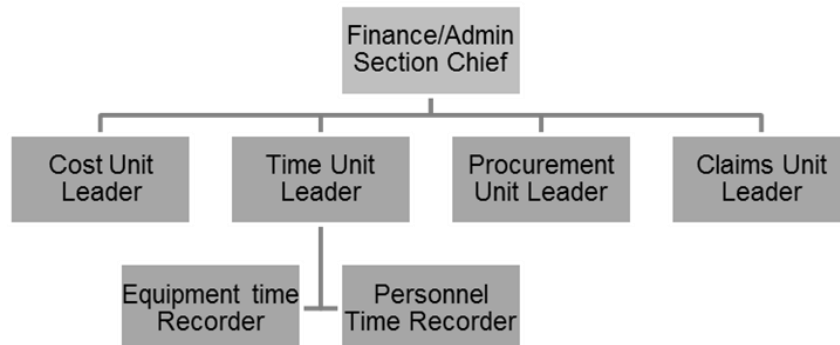 Finance/Admin
Section Chief
Cost Unit
Leader
Time Unit
Leader
Procurement
Unit Leader
Claims Unit
Leader
Equipment time
Recorder
Personnel
Time Recorder